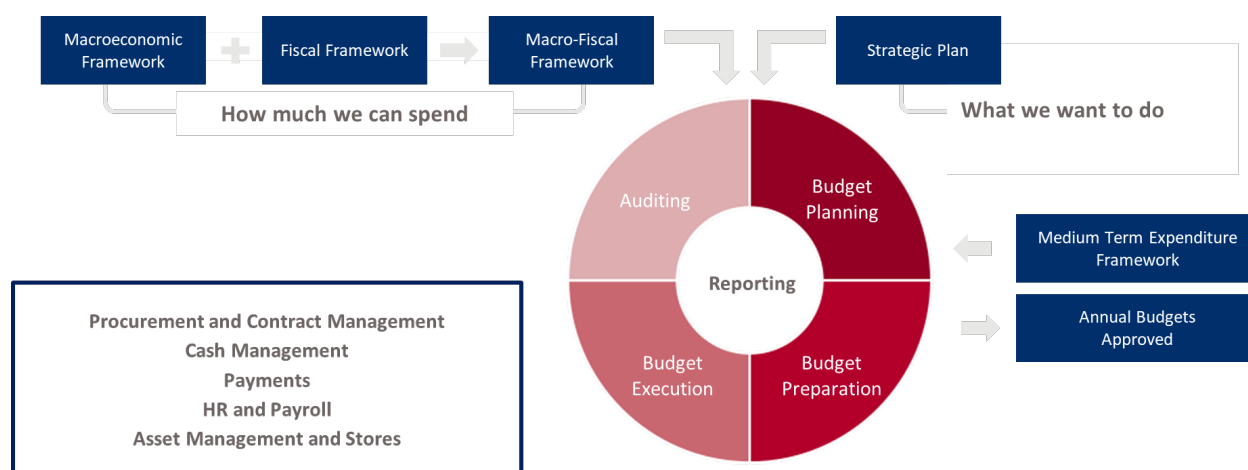 Macroeconomic
Framework
Fiscal Framework
Macro-Fiscal
Framework
Strategic Plan
How much we can spend
What we want to do
Auditing
Budget
Planning
Medium Term Expenditure
Framework
Reporting
Annual Budgets
Approved
Budget
Execution
Budget
Preparation
Procurement and Contract Management
Cash Management
Payments
HR and Payroll
Asset Management and Stores